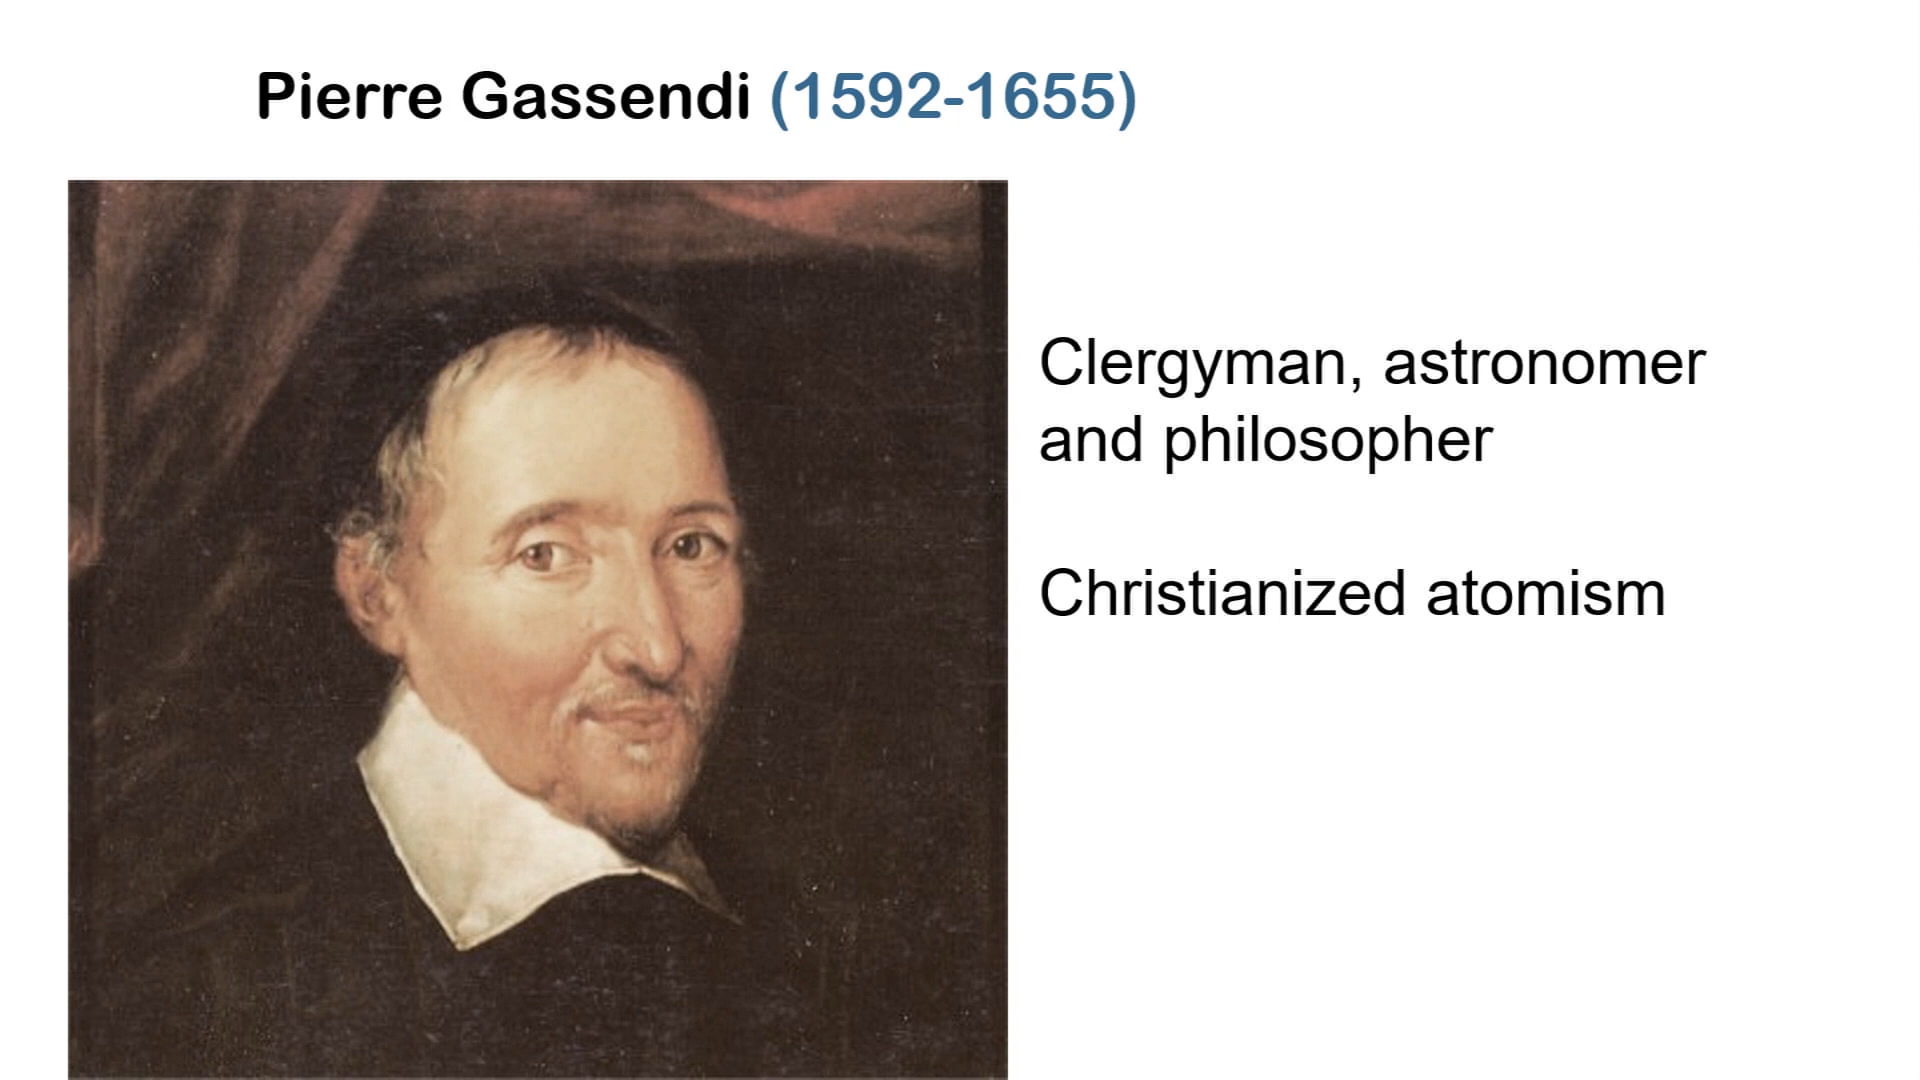 Pierre Gassendi (1592-1655)
Clergyman, astronomer
and philosopher
Christianized atomism